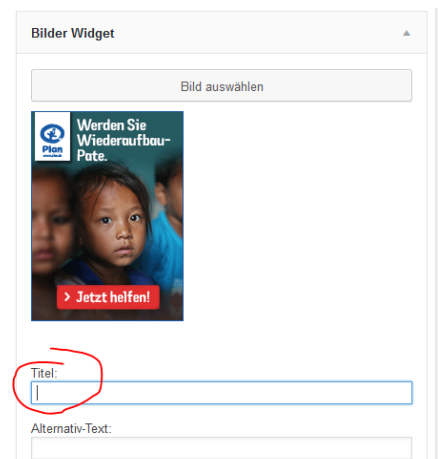 Bilder Widget
Bild auswählen
Plan
Werden Sie
Wiederaufbau-
Pate.
> Jetzt helfen!
Titel:
Alternativ-Text: